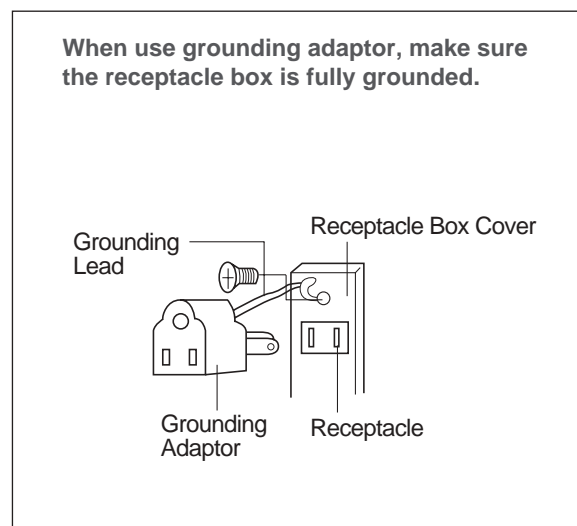 When use grounding adaptor, make sure
the receptacle box is fully grounded.
Receptacle Box Cover
Grounding
Lead
Grounding
Adaptor
Receptacle